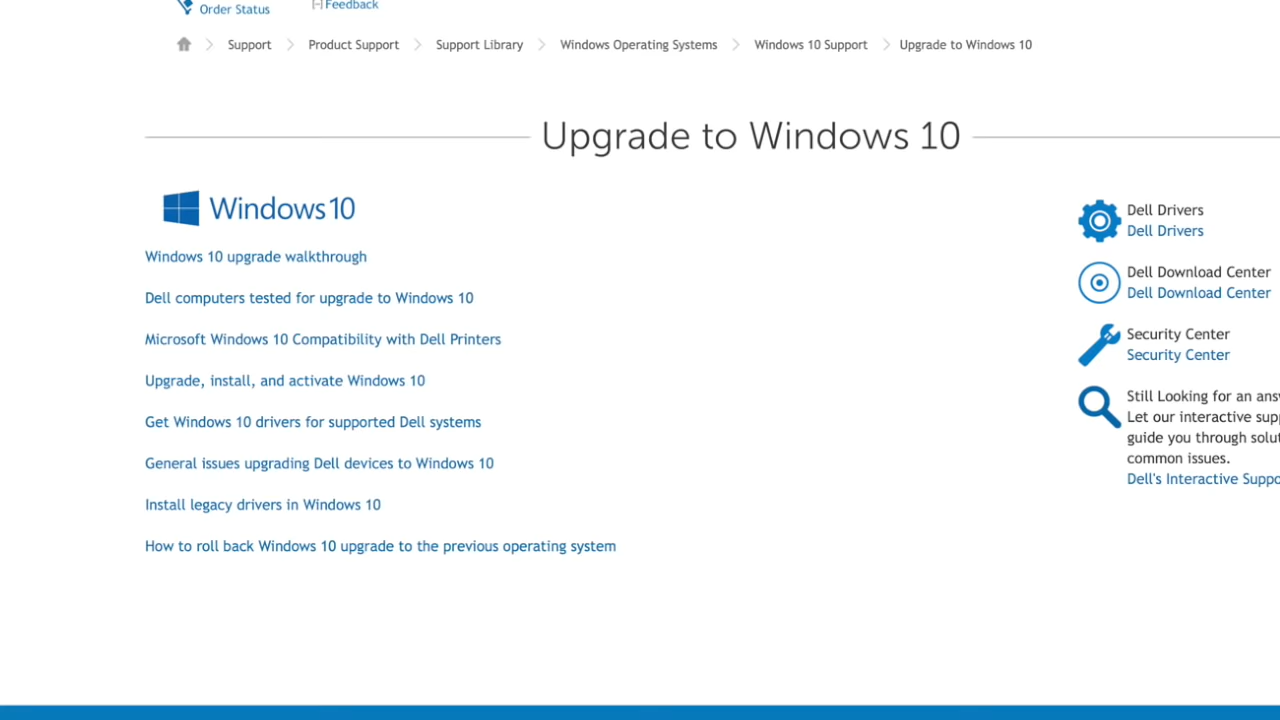 Order Status
Feedback
Support
Product Support
Support Library
Windows Operating Systems
Windows 10 Support
Upgrade to Windows 10
Upgrade to Windows 10
Windows 10
Windows 10 upgrade walkthrough
Dell computers tested for upgrade to Windows 10
Microsoft Windows 10 Compatibility with Dell Printers
Upgrade, install, and activate Windows 10
Get Windows 10 drivers for supported Dell systems
General issues upgrading Dell devices to Windows 10
Install legacy drivers in Windows 10
How to roll back Windows 10 upgrade to the previous operating system
Dell Drivers
Dell Drivers
Dell Download Center
Dell Download Center
Security Center
Security Center
Still Looking for an
Let our interactive
guide you through
common issues.
Dell's Interactive